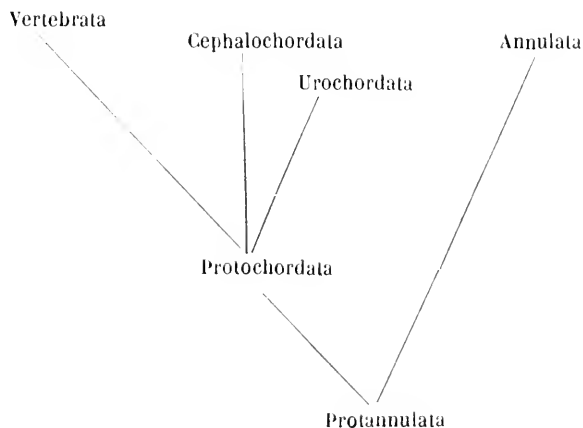 Vertebrata
Cephalochordata
Annulata
Urochordata
Protochordata
Protannulata